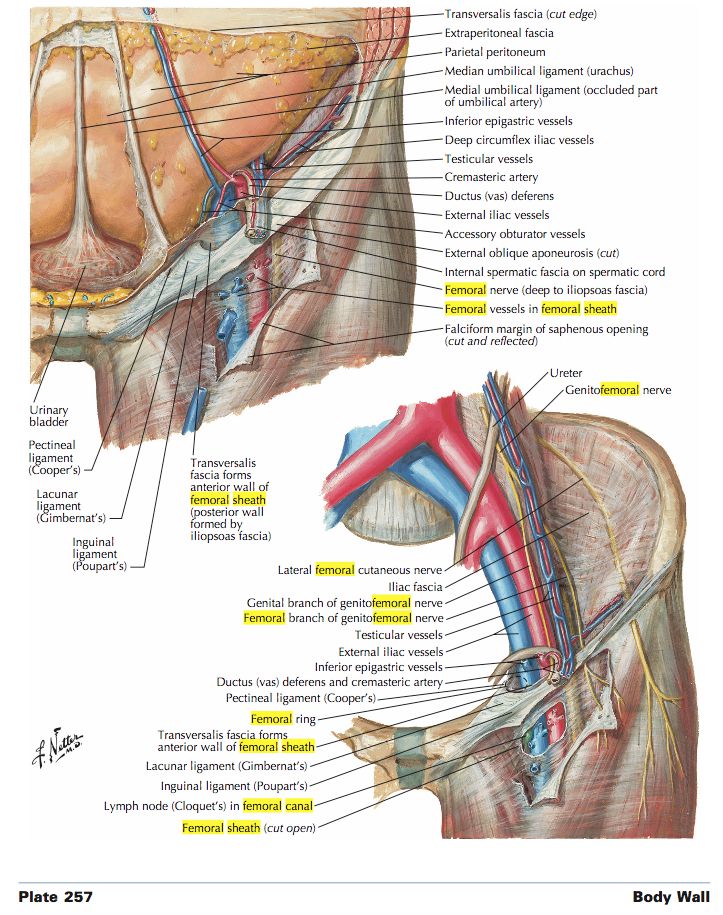 Transversalis fascia (cut edge)
Extraperitoneal fascia
Parietal peritoneum
Median umbilical ligament (urachus)
Medial umbilical ligament (occluded part
of umbilical artery)
Inferior epigastric vessels
Deep circumflex iliac vessels
Testicular vessels
Cremasteric artery
Ductus (vas) deferens
External iliac vessels
Accessory obturator vessels
External oblique aponeurosis (cut)
Internal spermatic fascia on spermatic cord
Femoral nerve (deep to iliopsoas fascia)
Femoral vessels in femoral sheath
Falciform margin of saphenous opening
(cut and reflected)
Urinary
bladder
Pectineal
ligament
(Cooper's)
Lacunar
ligament
(Gimbernat's)
Inguinal
ligament
(Poupart's)
Transversalis
fascia forms
anterior wall of
femoral sheath
(posterior wall
formed by
iliopsoas fascia)
Ureter
Genitofemoral nerve
Lateral femoral cutaneous nerve
Iliac fascia
Genital branch of genitofemoral nerve
Femoral branch of genitofemoral nerve
Testicular vessels
External iliac vessels
Inferior epigastric vessels
Ductus (vas) deferens and cremasteric artery
Pectineal ligament (Cooper's)
Femoral ring
Transversalis fascia forms
anterior wall of femoral sheath
Lacunar ligament (Gimbernat's)
Inguinal ligament (Poupart's)
Lymph node (Cloquet's) in femoral canal
Femoral sheath (cut open)
F. Netter
M.D.
Plate 257
Body Wall